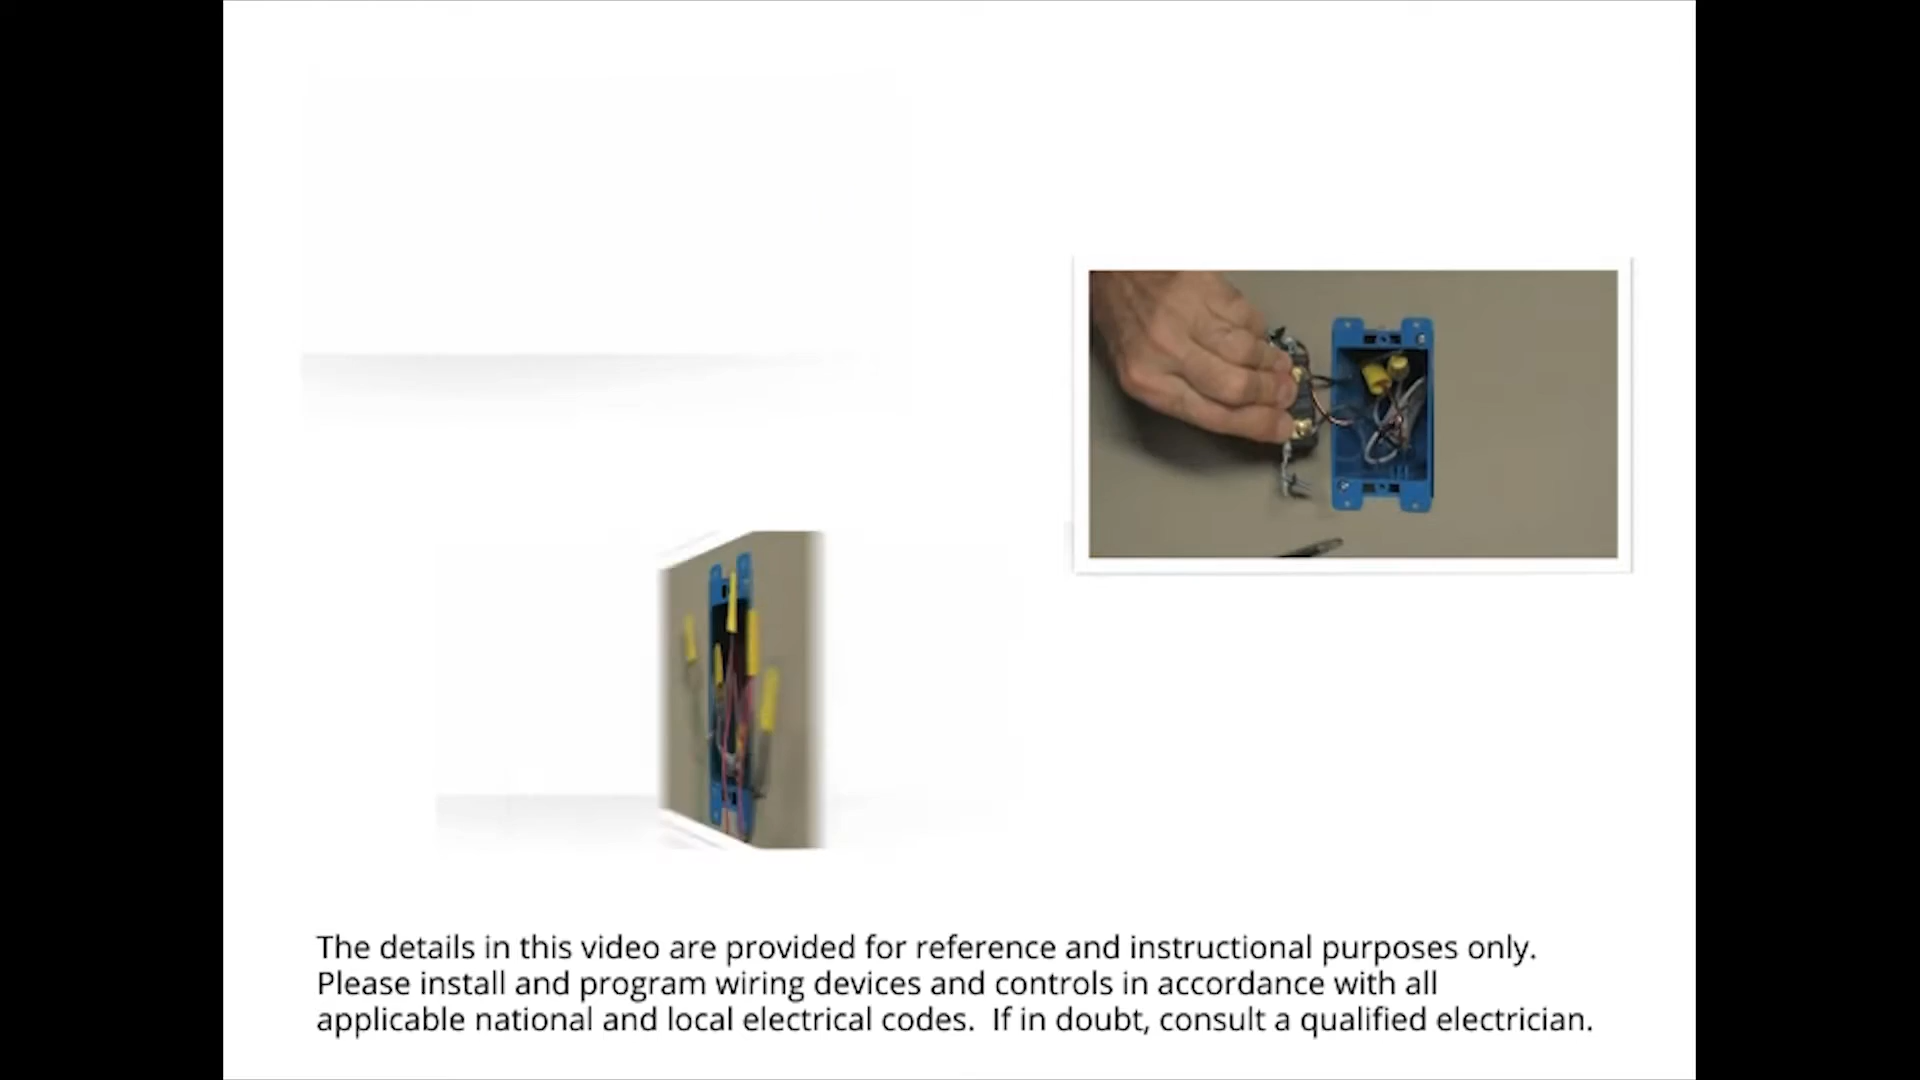 The details in this video are provided for reference and instructional purposes only.
Please install and program wiring devices and controls in accordance with all
applicable national and local electrical codes.  If in doubt, consult a qualified electrician.